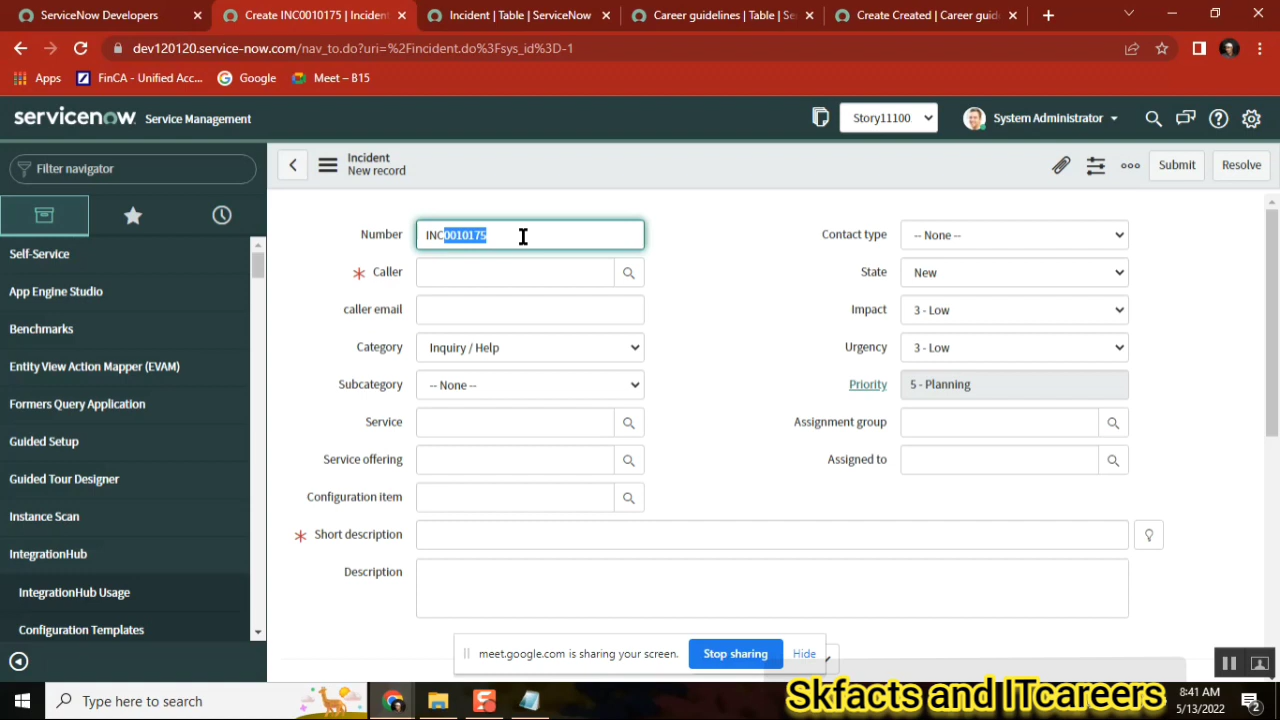 ServiceNow Developers
Create INC0010175 | Incident
Incident | Table | ServiceNow
Career guidelines | Table | Se
Create Created | Career guid
dev120120.service-now.com/nav_to.do?uri=%2Fincident.do%3Fsys_id%3D-1
Apps
FinCA - Unified Acc...
Google
Meet – B15
servicenow Service Management
Story11100
System Administrator
Filter navigator
Incident
New record
Submit
Resolve
Self-Service
App Engine Studio
Benchmarks
Entity View Action Mapper (EVAM)
Formers Query Application
Guided Setup
Guided Tour Designer
Instance Scan
IntegrationHub
IntegrationHub Usage
Configuration Templates
Number INC0010175
Caller
caller email
Category Inquiry / Help
Subcategory -- None --
Service
Service offering
Configuration item
Short description
Description
Contact type -- None --
State New
Impact 3 - Low
Urgency 3 - Low
Priority 5 - Planning
Assignment group
Assigned to
meet.google.com is sharing your screen. Stop sharing Hide
Type here to search
Skfacts and ITcareers
8:41 AM
5/13/2022
2